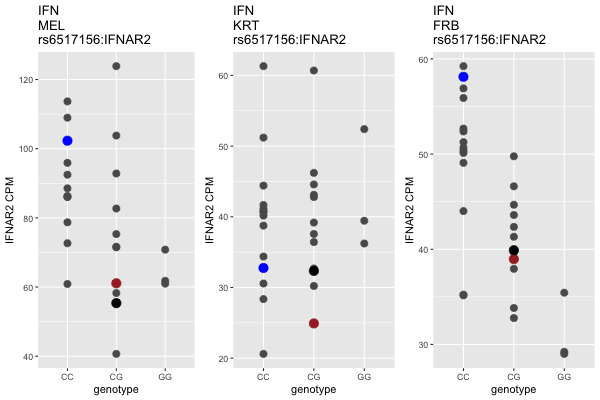 IFN
MEL
rs6517156:IFNAR2
IFNAR2 CPM
120
100
80
60
40
CC CG GG
genotype
IFN
KRT
rs6517156:IFNAR2
IFNAR2 CPM
60
50
40
30
20
CC CG GG
genotype
IFN
FRB
rs6517156:IFNAR2
IFNAR2 CPM
60
50
40
30
CC CG GG
genotype